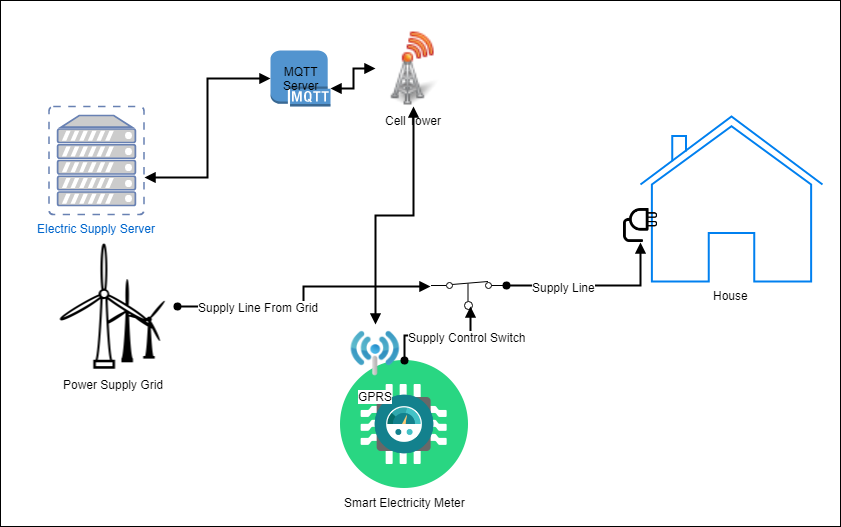 MQTT
Server
MQTT
Cell Tower
Electric Supply Server
Supply Line From Grid
Supply Line
House
Supply Control Switch
Power Supply Grid
GPRS
Smart Electricity Meter